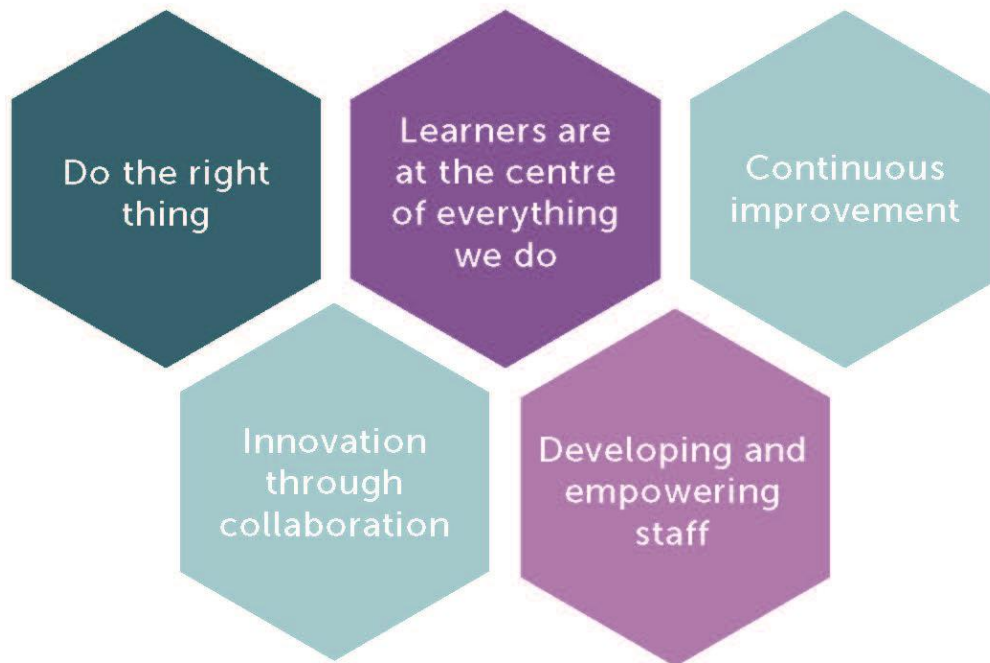 Do the right
thing
Learners are
at the centre
of everything
we do
Continuous
improvement
Innovation
through
collaboration
Developing and
empowering
staff